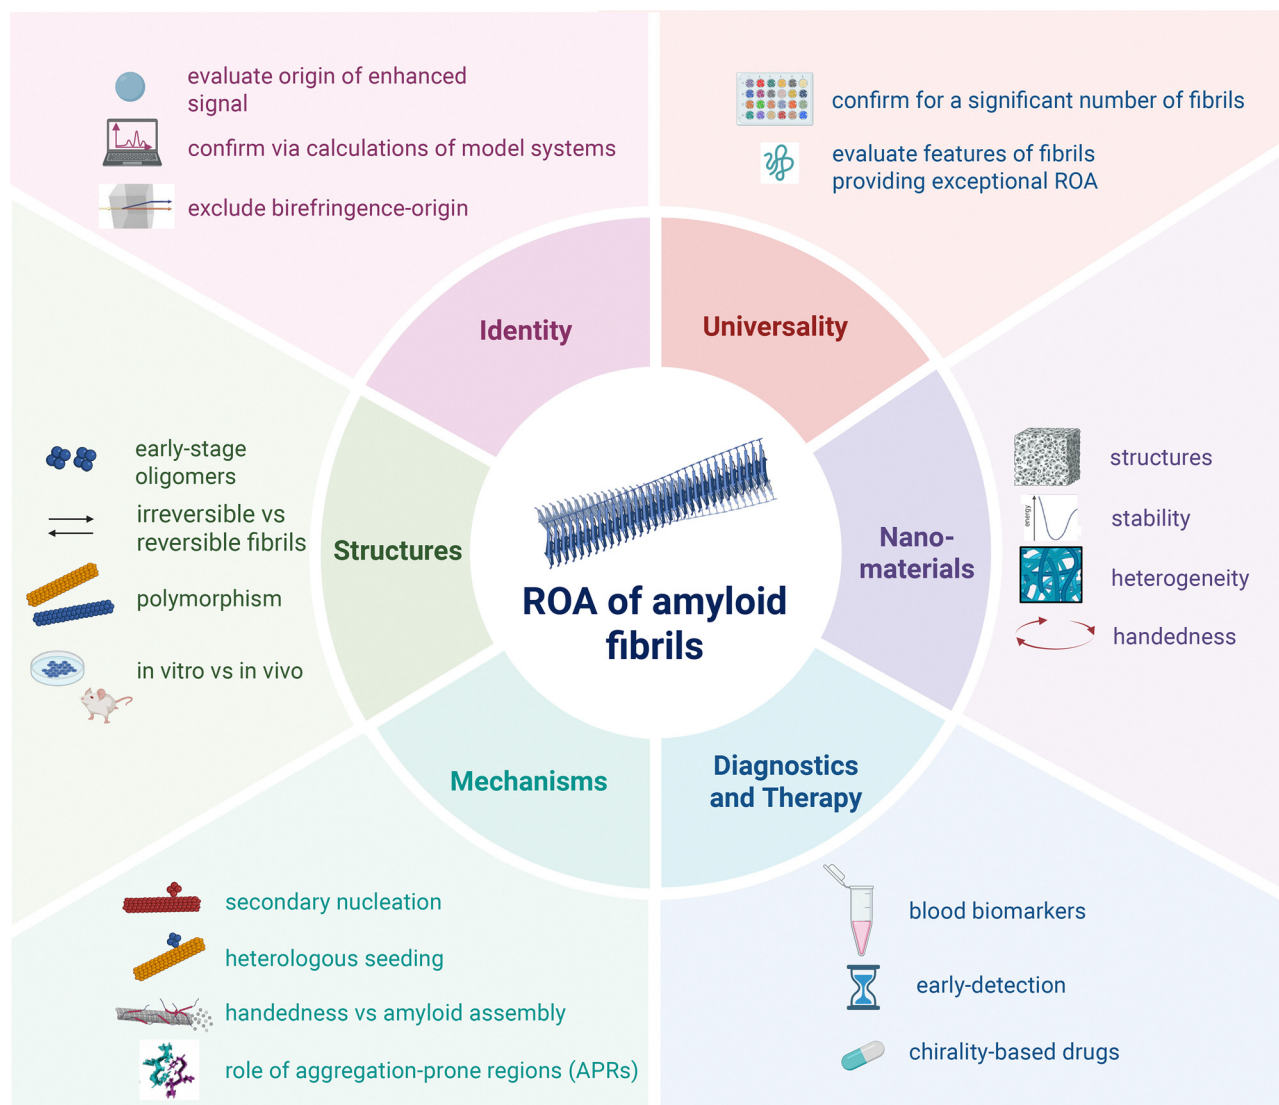 evaluate origin of enhanced
signal
confirm via calculations of model systems
exclude birefringence-origin
confirm for a significant number of fibrils
evaluate features of fibrils
providing exceptional ROA
Identity
Universality
early-stage
oligomers
irreversible vs
reversible fibrils
polymorphism
in vitro vs in vivo
Structures
ROA of amyloid
fibrils
Nano-
materials
structures
energy
stability
heterogeneity
handedness
Mechanisms
Diagnostics
and Therapy
secondary nucleation
heterologous seeding
handedness vs amyloid assembly
role of aggregation-prone regions (APRs)
blood biomarkers
early-detection
chirality-based drugs